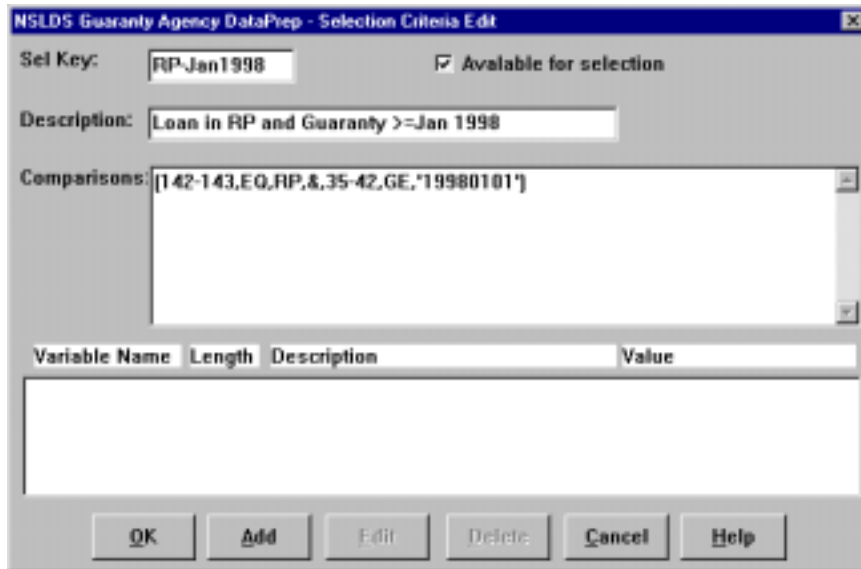 NSLDS Guaranty Agency DataPrep - Selection Criteria Edit
Sel Key: RP-Jan1998 Available for selection
Description: Loan in RP and Guaranty >=Jan 1998
Comparisons: (142-143,EQ,RP,&,35-42,GE,"19980101")
Variable Name Length Description Value
OK Add Edit Delete Cancel Help